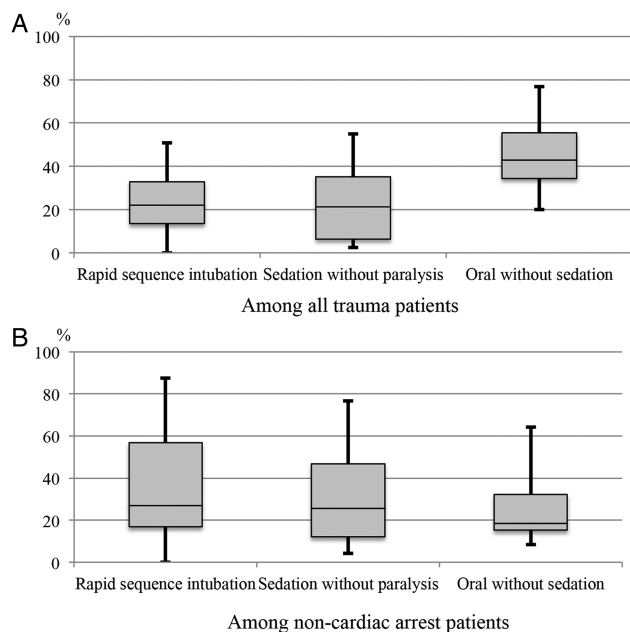 A
%
100
80
60
40
20
0
Rapid sequence intubation Sedation without paralysis Oral without sedation
Among all trauma patients
B
%
100
80
60
40
20
0
Rapid sequence intubation Sedation without paralysis Oral without sedation
Among non-cardiac arrest patients